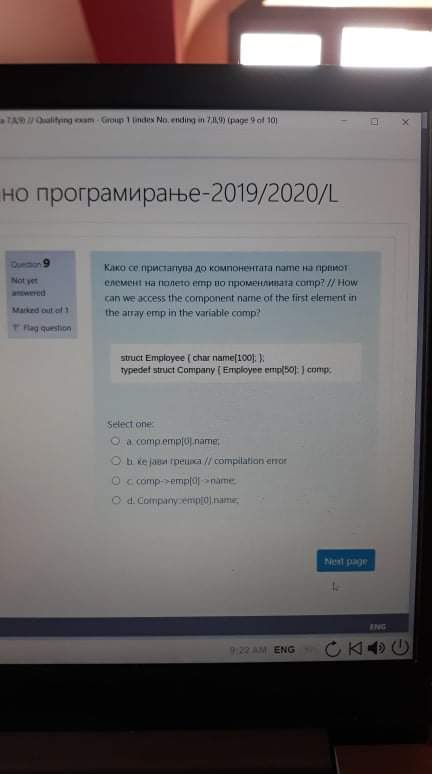 a 7,8,9) // Qualifying exam - Group 1 (index No. ending in 7,8,9) (page 9 of 10)
но програмирање-2019/2020/L
Question 9
Not yet
answered
Marked out of 1
Flag question
Како се пристапува до компонентата name на првиот
елемент на полето emp во променливата comp? // How
can we access the component name of the first element in
the array emp in the variable comp?
struct Employee { char name[100]; };
typedef struct Company { Employee emp[50]; } comp;
Select one:
a. comp.emp[0].name;
b. ќе јави грешка // compilation error
c. comp->emp[0]->name;
d. Company::emp[0].name;
Next page
ENG
9:22 AM ENG